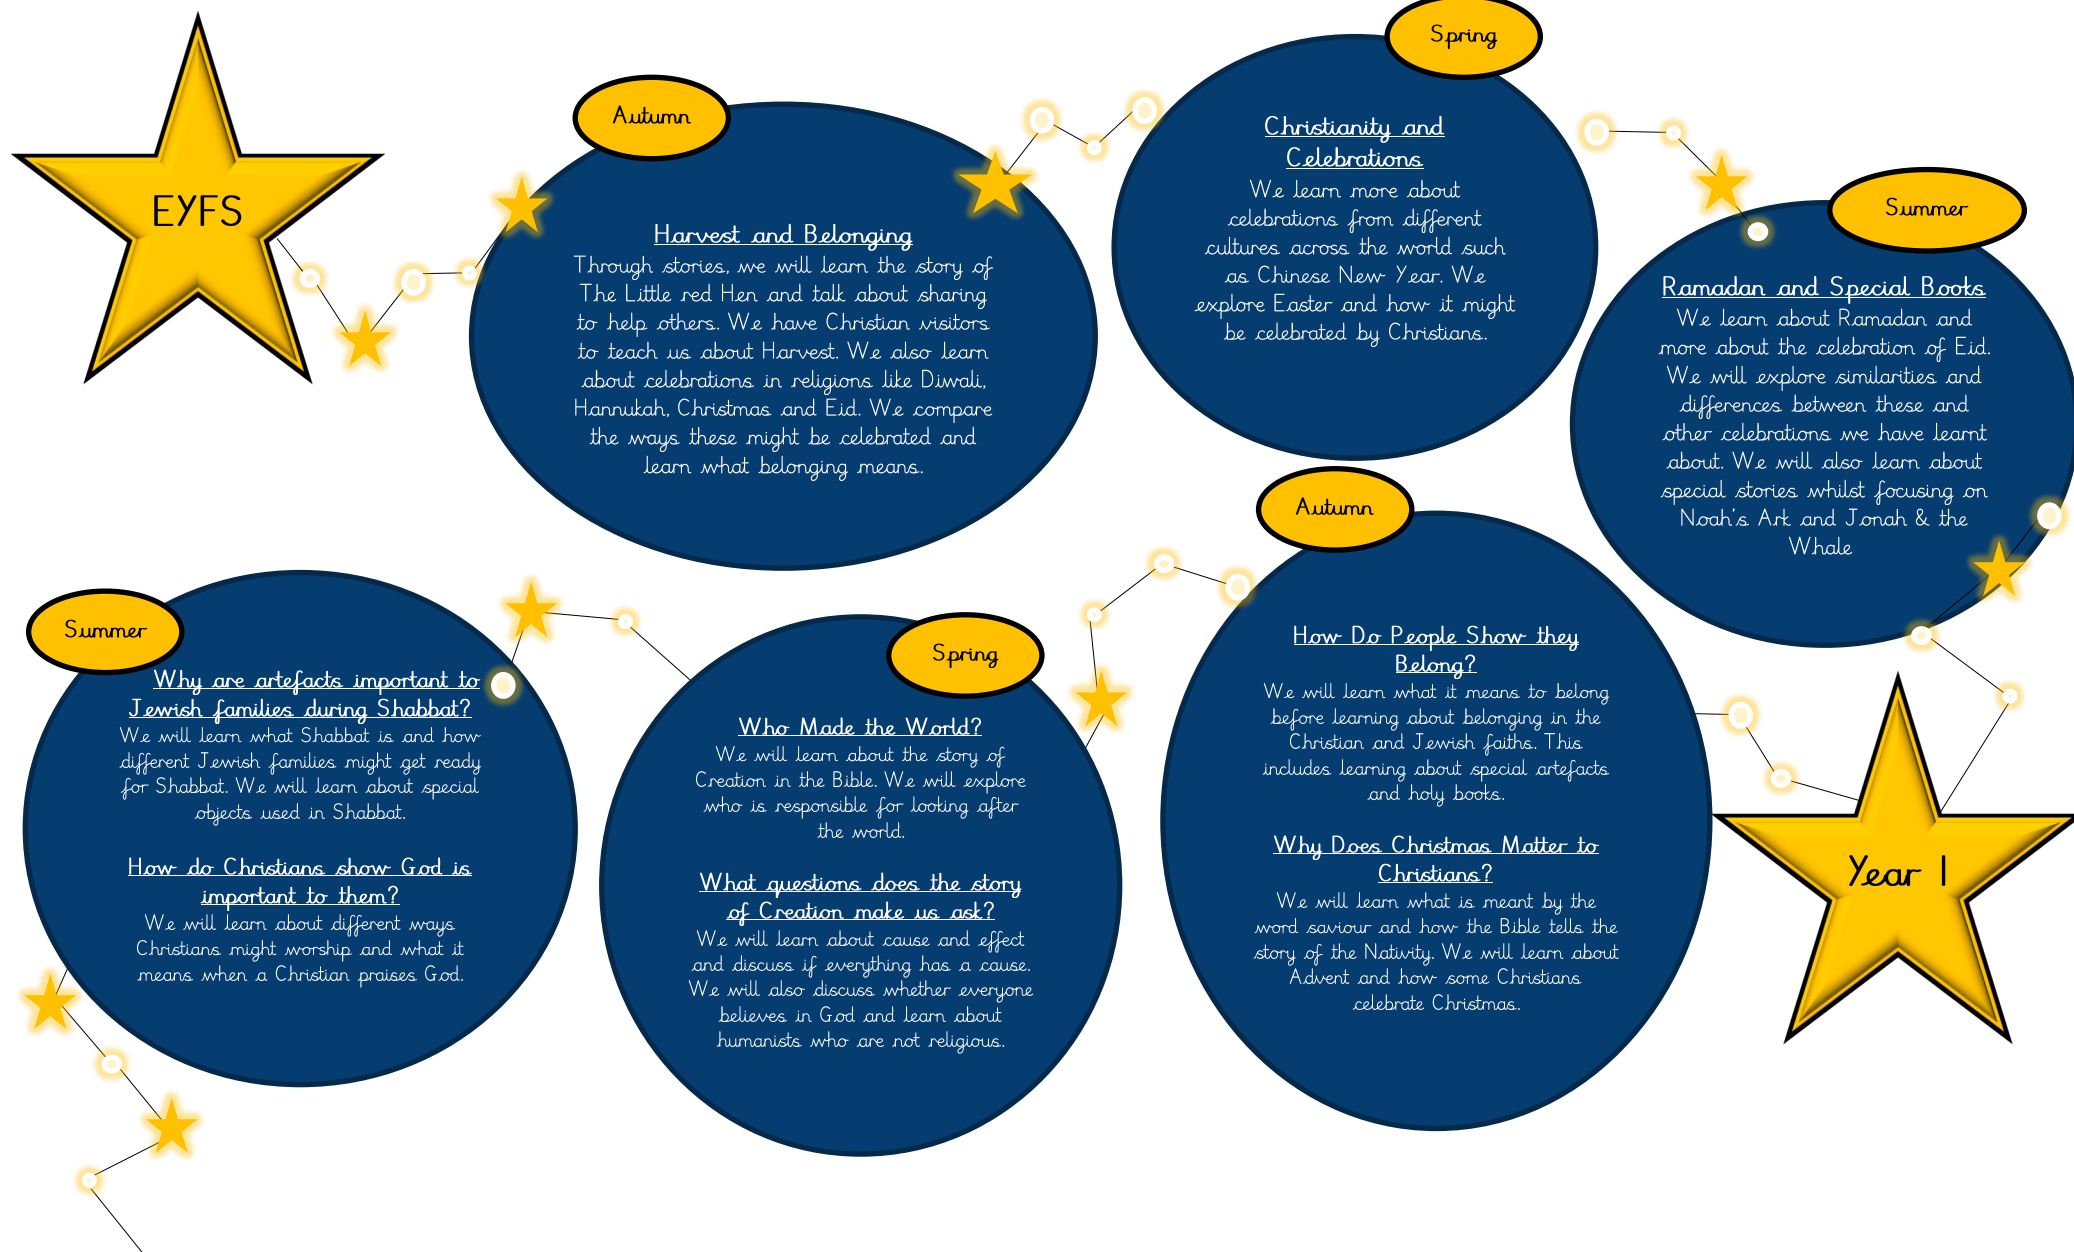 EYFS
Autumn
Harvest and Belonging
Through stories, we will learn the story of
The Little red Hen and talk about sharing
to help others. We have Christian visitors
to teach us about Harvest. We also learn
about celebrations in religions like Diwali,
Hannukah, Christmas and Eid. We compare
the ways these might be celebrated and
learn what belonging means.
Spring
Christianity and
Celebrations
We learn more about
celebrations from different
cultures across the world such
as Chinese New Year. We
explore Easter and how it might
be celebrated by Christians.
Summer
Ramadan and Special Books
We learn about Ramadan and
more about the celebration of Eid.
We will explore similarities and
differences between these and
other celebrations we have learnt
about. We will also learn about
special stories whilst focusing on
Noah's Ark and Jonah & the
Whale
Year 1
Autumn
How Do People Show they
Belong?
We will learn what it means to belong
before learning about belonging in the
Christian and Jewish faiths. This
includes learning about special artefacts
and holy books.
Why Does Christmas Matter to
Christians?
We will learn what is meant by the
word saviour and how the Bible tells the
story of the Nativity. We will learn about
Advent and how some Christians
celebrate Christmas.
Spring
Who Made the World?
We will learn about the story of
Creation in the Bible. We will explore
who is responsible for looking after
the world.
What questions does the story
of Creation make us ask?
We will learn about cause and effect
and discuss if everything has a cause.
We will also discuss whether everyone
believes in God and learn about
humanists who are not religious.
Summer
Why are artefacts important to
Jewish families during Shabbat?
We will learn what Shabbat is and how
different Jewish families might get ready
for Shabbat. We will learn about special
objects used in Shabbat.
How do Christians show God is
important to them?
We will learn about different ways
Christians might worship and what it
means when a Christian praises God.